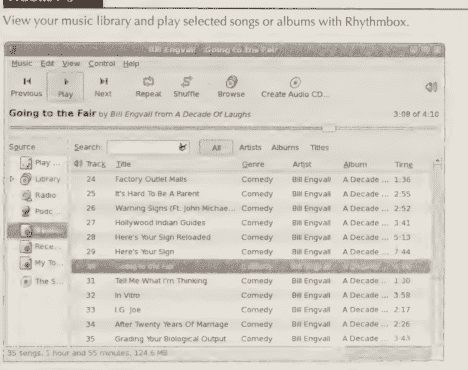 View your music library and play selected songs or albums with Rhythmbox.
Bill Engvall Going to the Fair
Music Edit View Control Help
Previous Play Next Repeat Shuffle Browse Create Audio CD...
Going to the Fair by Bill Engvall from A Decade Of Laughs 3:08 of 4:10
Source Search: All Artists Albums Titles
Play ... Track Title Genre Artist Album Time
24 Factory Outlet Malls Comedy Bill Engvall A Decade ... 1:36
Library
25 It's Hard To Be A Parent Comedy Bill Engvall A Decade ... 2:55
Radio
26 Warning Signs (Ft. John Michae... Comedy Bill Engvall A Decade ... 2:52
Podc...
27 Hollywood Indian Guides Comedy Bill Engvall A Decade ... 3:41
28 Here's Your Sign Reloaded Comedy Bill Engvall A Decade ... 5:13
Rece...
29 Here's Your Sign Comedy Bill Engvall A Decade ... 7:44
My To...
30 Going to the Fair
The S...
31 Tell Me What I'm Thinking Comedy Bill Engvall A Decade ... 1:30
32 In Vitro Comedy Bill Engvall A Decade ... 3:58
33 I.G. Joe Comedy Bill Engvall A Decade ... 2:17
34 After Twenty Years Of Marriage Comedy Bill Engvall A Decade ... 2:26
35 Grading Your Biological Output Comedy Bill Engvall A Decade ... 3:43
35 songs, 1 hour and 55 minutes, 124.6 MB